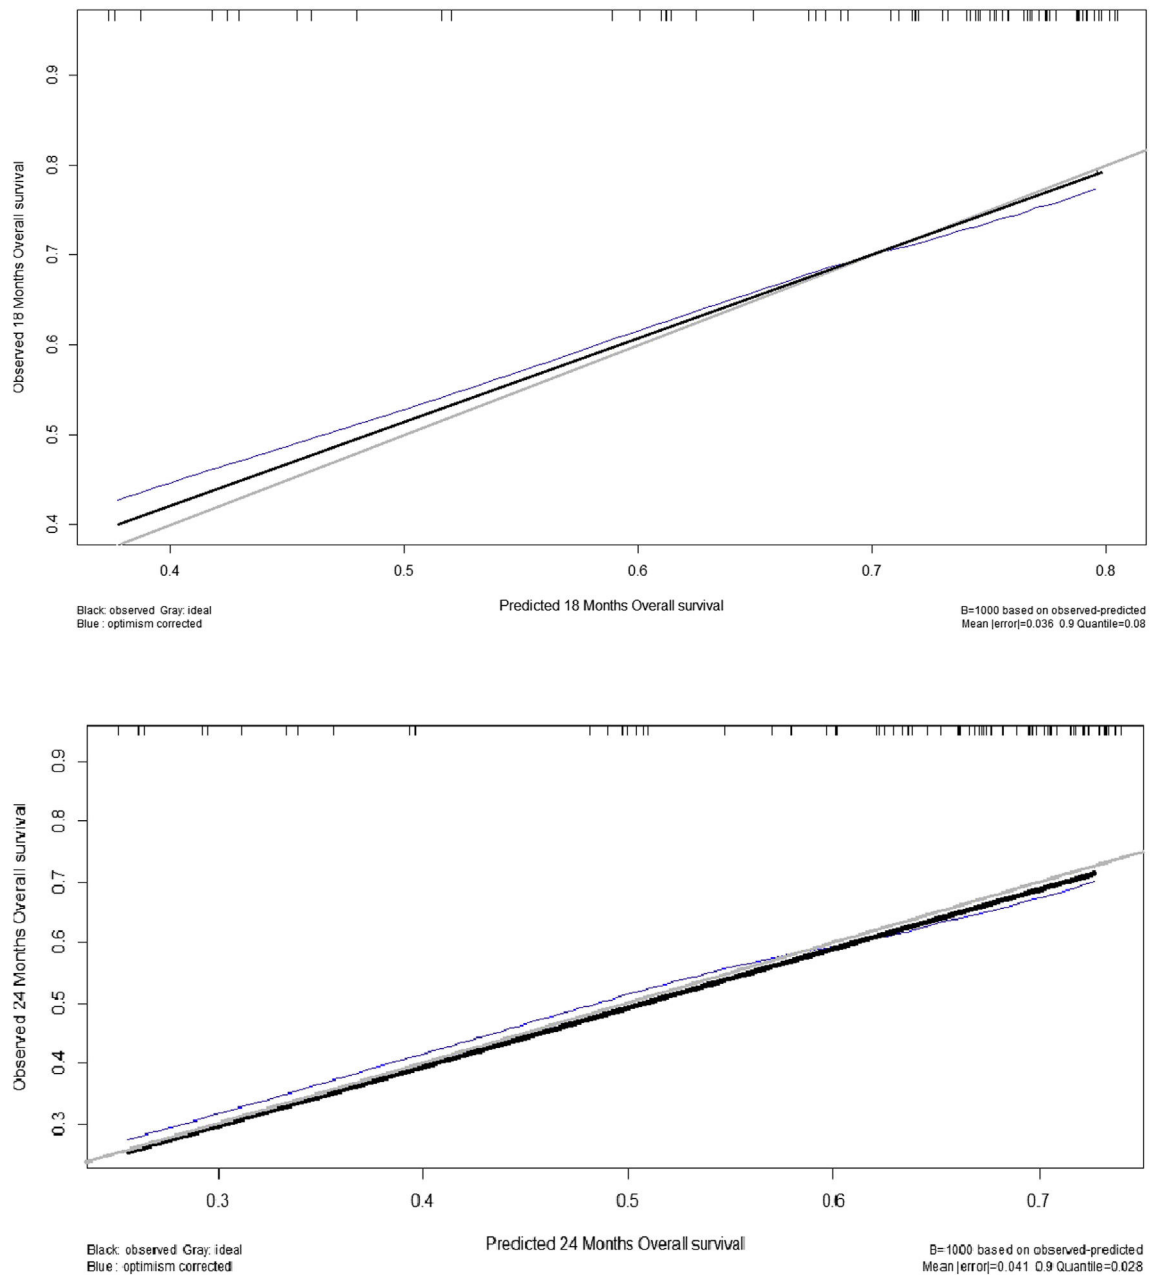 0.9
0.8
0.7
0.6
0.5
0.4
Observed 18 Months Overall survival
0.4 0.5 0.6 0.7 0.8
Predicted 18 Months Overall survival
Black: observed Gray: ideal
Blue : optimism corrected
B=1000 based on observed-predicted
Mean |error|=0.036 0.9 Quantile=0.08
0.9
0.8
0.7
0.6
0.5
0.4
0.3
Observed 24 Months Overall survival
0.3 0.4 0.5 0.6 0.7
Predicted 24 Months Overall survival
Black: observed Gray: ideal
Blue : optimism corrected
B=1000 based on observed-predicted
Mean |error|=0.041 0.9 Quantile=0.028